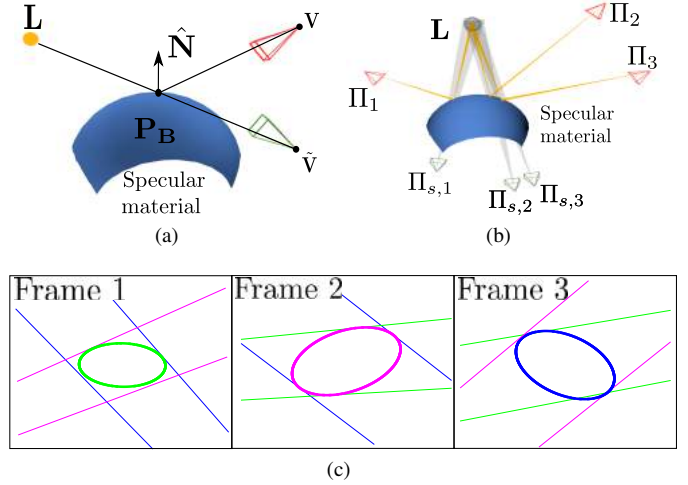 L
N̂
V
P_B
Ṽ
Specular
material
(a)
L
Π_1
Π_2
Π_3
Specular
material
Π_{s,1}
Π_{s,2}
Π_{s,3}
(b)
Frame 1
Frame 2
Frame 3
(c)